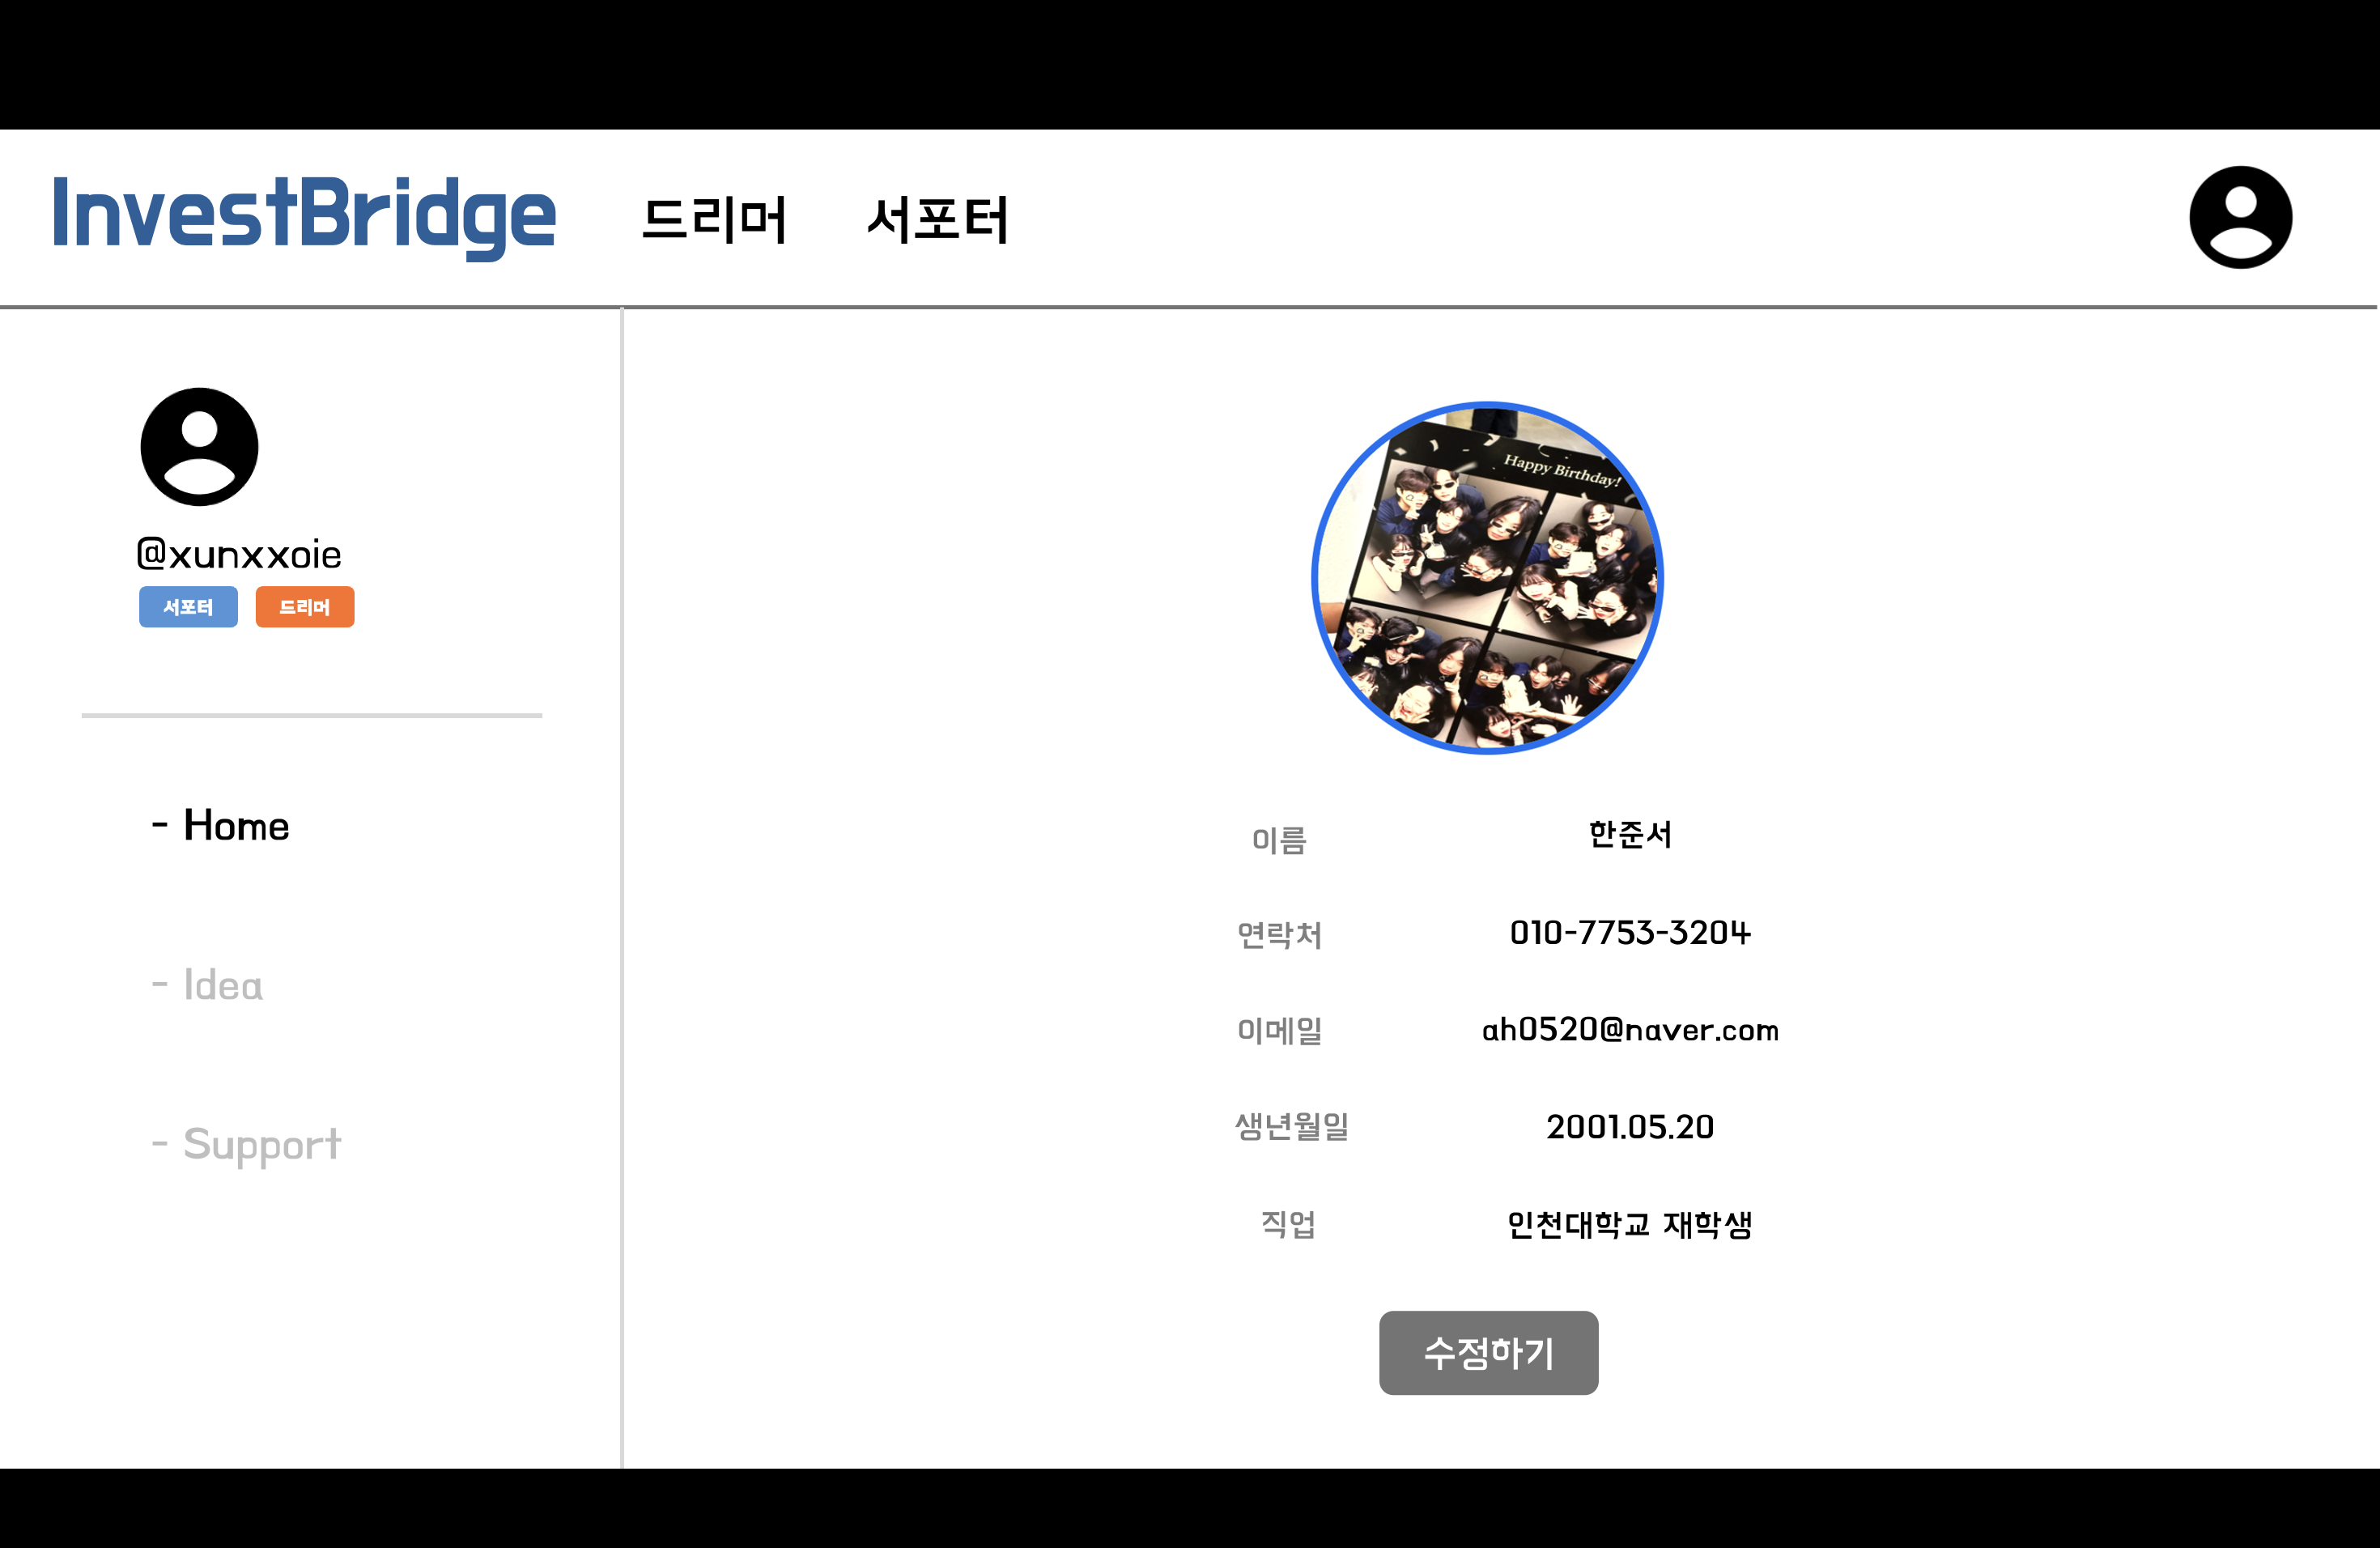 InvestBridge 드리머 서포터
@xunxxoie
서포터 드리머
- Home
- Idea
- Support
Happy Birthday!
이름 한준서
연락처 010-7753-3204
이메일 ah0520@naver.com
생년월일 2001.05.20
직업 인천대학교 재학생
수정하기